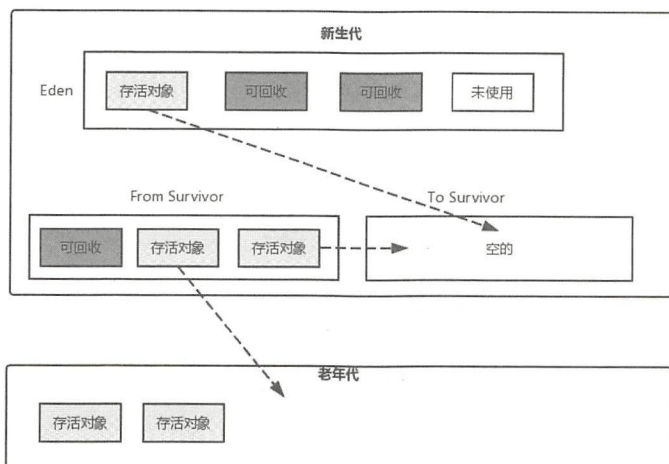 新生代
Eden
存活对象
可回收
可回收
未使用
From Survivor
To Survivor
可回收
存活对象
存活对象
空的
老年代
存活对象
存活对象